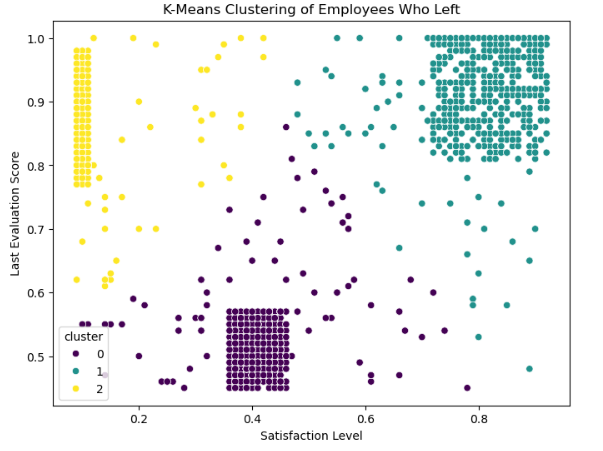 K-Means Clustering of Employees Who Left
Last Evaluation Score
1.0
0.9
0.8
0.7
0.6
0.5
cluster
0
1
2
0.2 0.4 0.6 0.8
Satisfaction Level